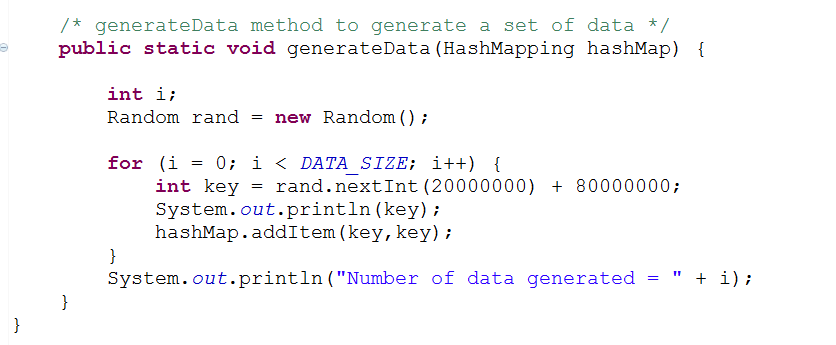 /* generateData method to generate a set of data */
public static void generateData(HashMapping hashMap) {
int i;
Random rand = new Random();
for (i = 0; i < DATA_SIZE; i++) {
int key = rand.nextInt(20000000) + 80000000;
System.out.println(key);
hashMap.addItem(key,key);
}
System.out.println("Number of data generated = " + i);
}
}